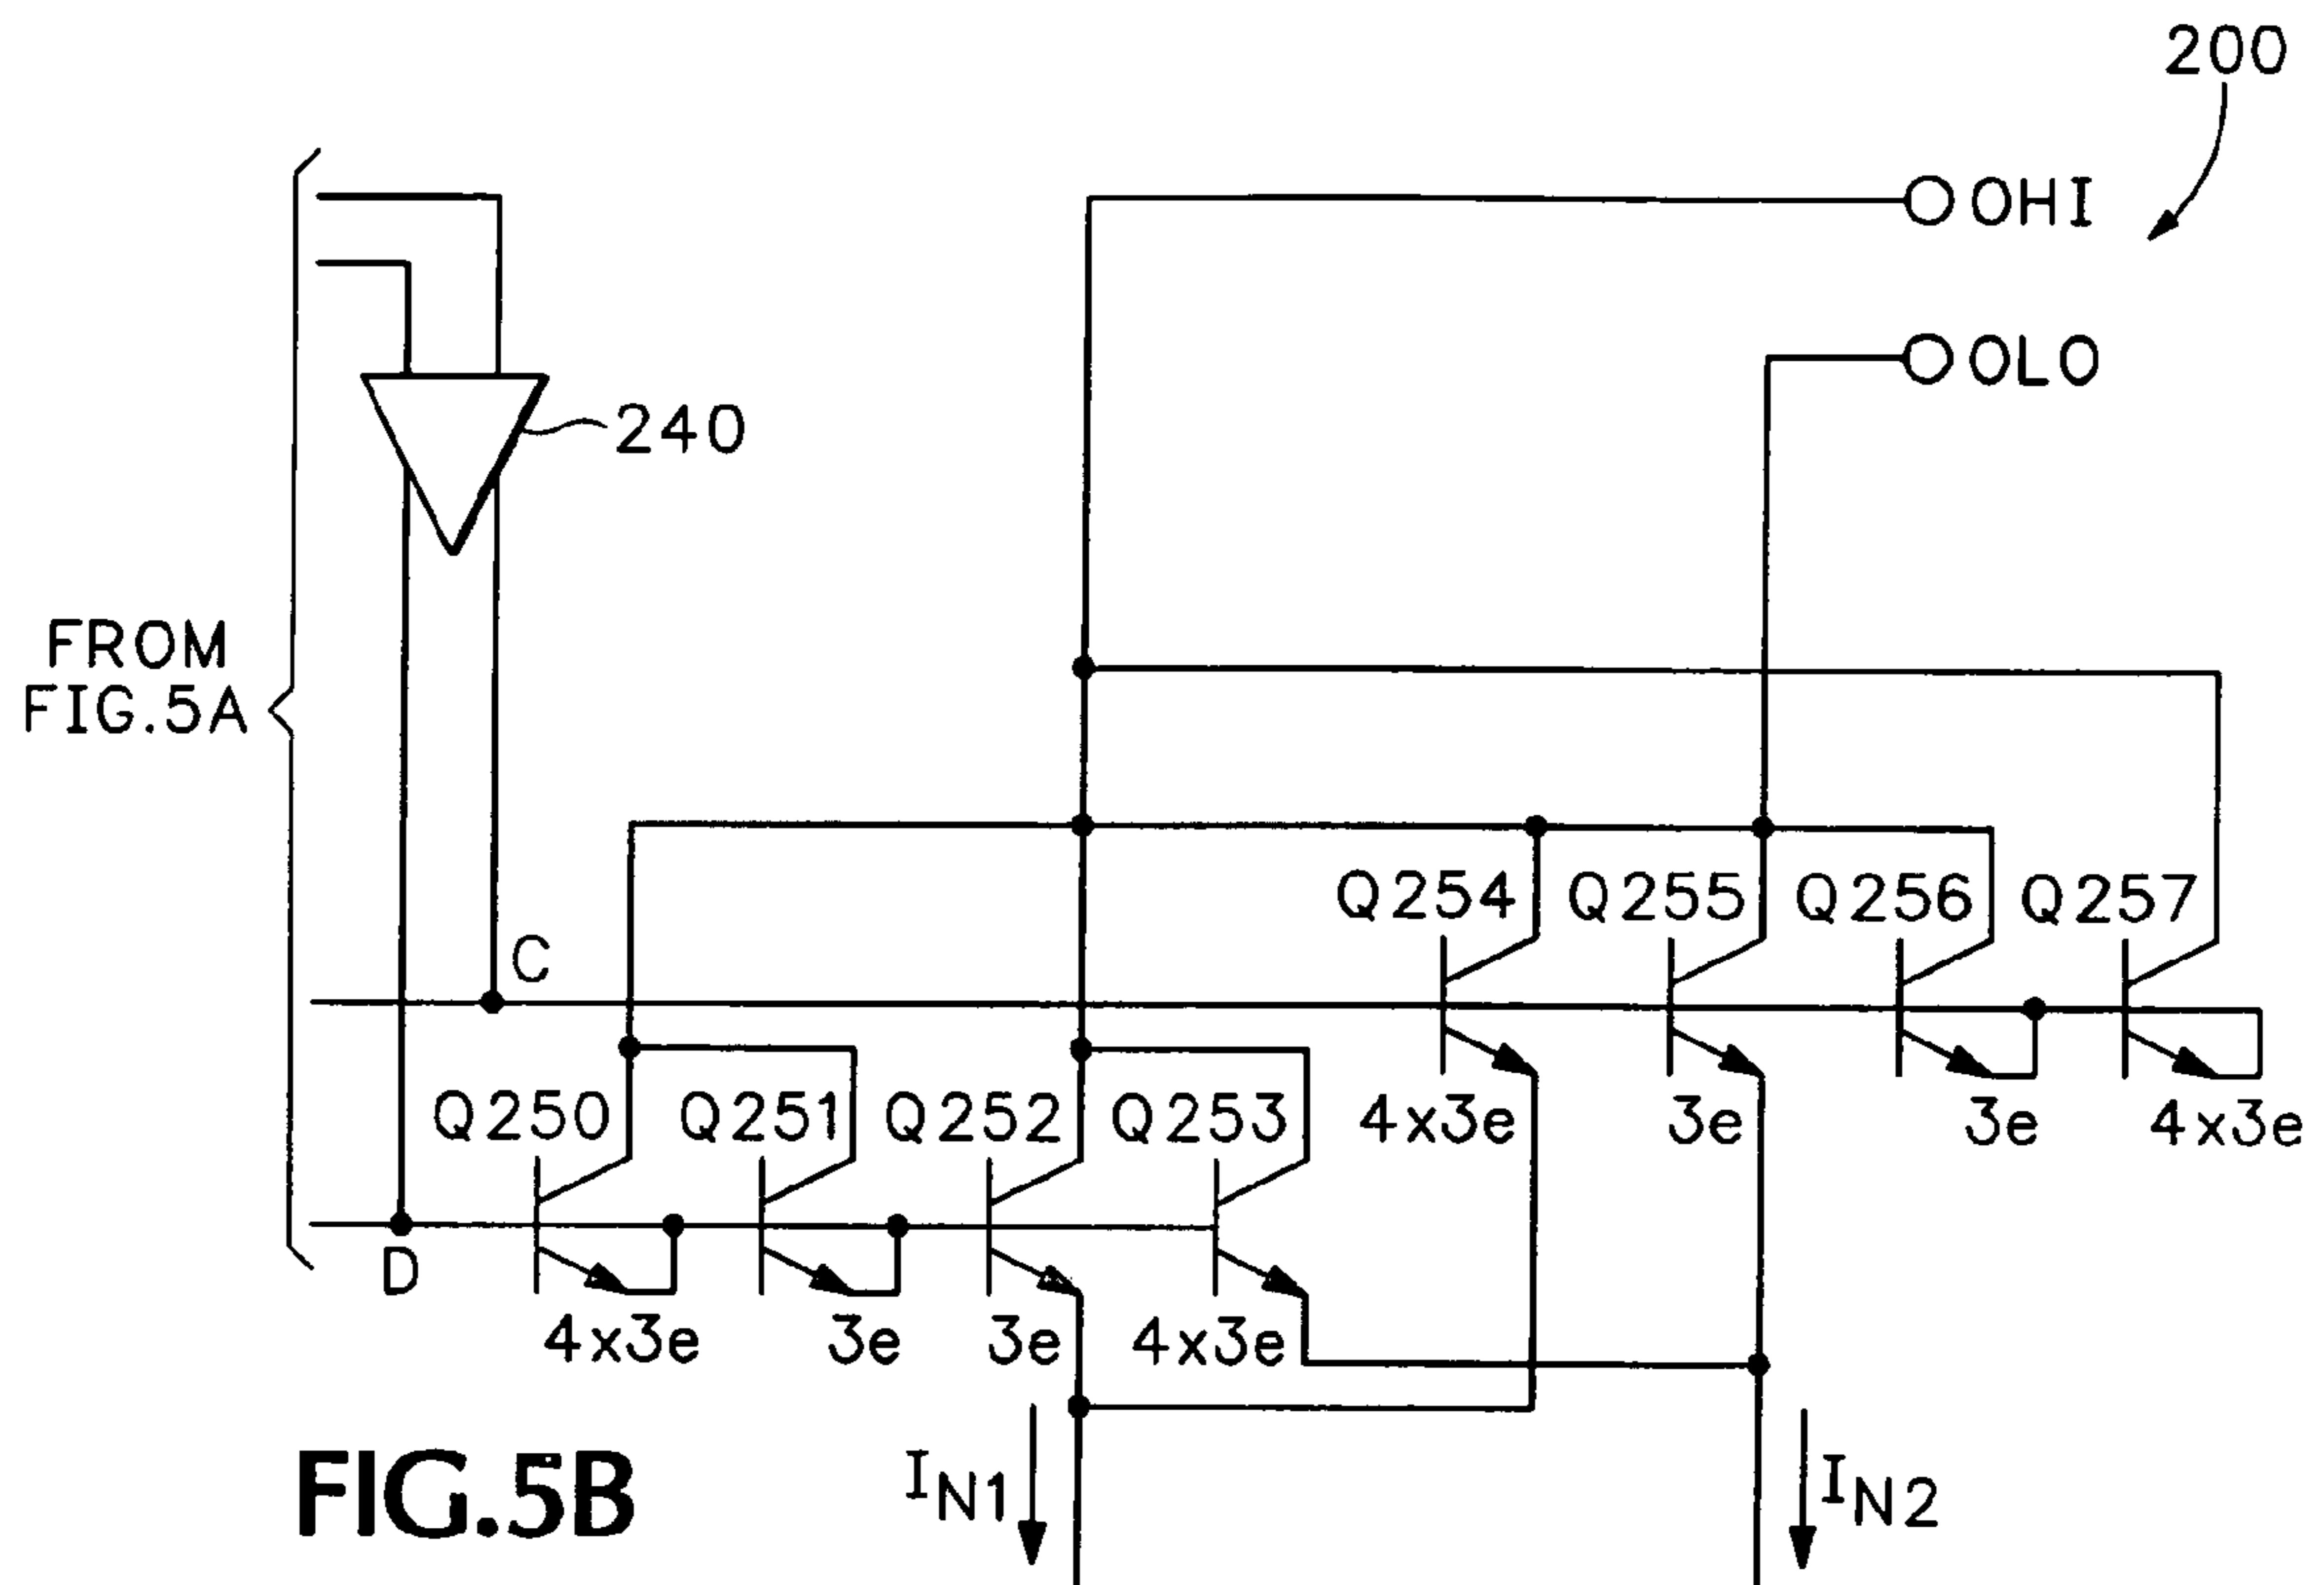 200
OHI
OLO
240
FROM
FIG.5A
Q254 Q255 Q256 Q257
C
Q250 Q251 Q252 Q253
4x3e 3e 3e 4x3e
D
4x3e 3e 3e 4x3e
IN1 IN2
FIG.5B